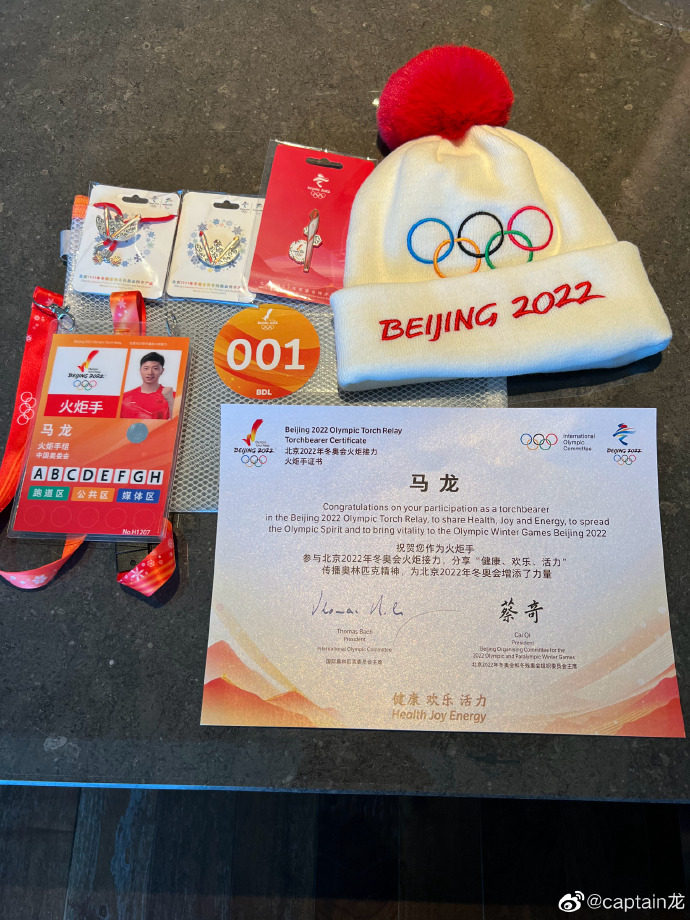 BEIJING 2022
BEIJING 2022
001
BDL
BEIJING 2022
火炬手
马 龙
火炬手组
中国奥委会
ABCDEFGH
跑道区 公共区 媒体区
No.H1207
BEIJING 2022
Beijing 2022 Olympic Torch Relay
Torchbearer Certificate
北京2022年冬奥会火炬接力
火炬手证书
International
Olympic
Committee
BEIJING 2022
马 龙
Congratulations on your participation as a torchbearer
in the Beijing 2022 Olympic Torch Relay, to share Health, Joy and Energy, to spread
the Olympic Spirit and to bring vitality to the Olympic Winter Games Beijing 2022
祝贺您作为火炬手
参与北京2022年冬奥会火炬接力，分享“健康、欢乐、活力”
传播奥林匹克精神，为北京2022年冬奥会增添了力量
蔡奇
Thomas Bach
President
International Olympic Committee
国际奥林匹克委员会主席
Cai Qi
President
Beijing Organising Committee for the
2022 Olympic and Paralympic Winter Games
北京2022年冬奥会和冬残奥会组织委员会主席
健康 欢乐 活力
Health Joy Energy
@captain龙